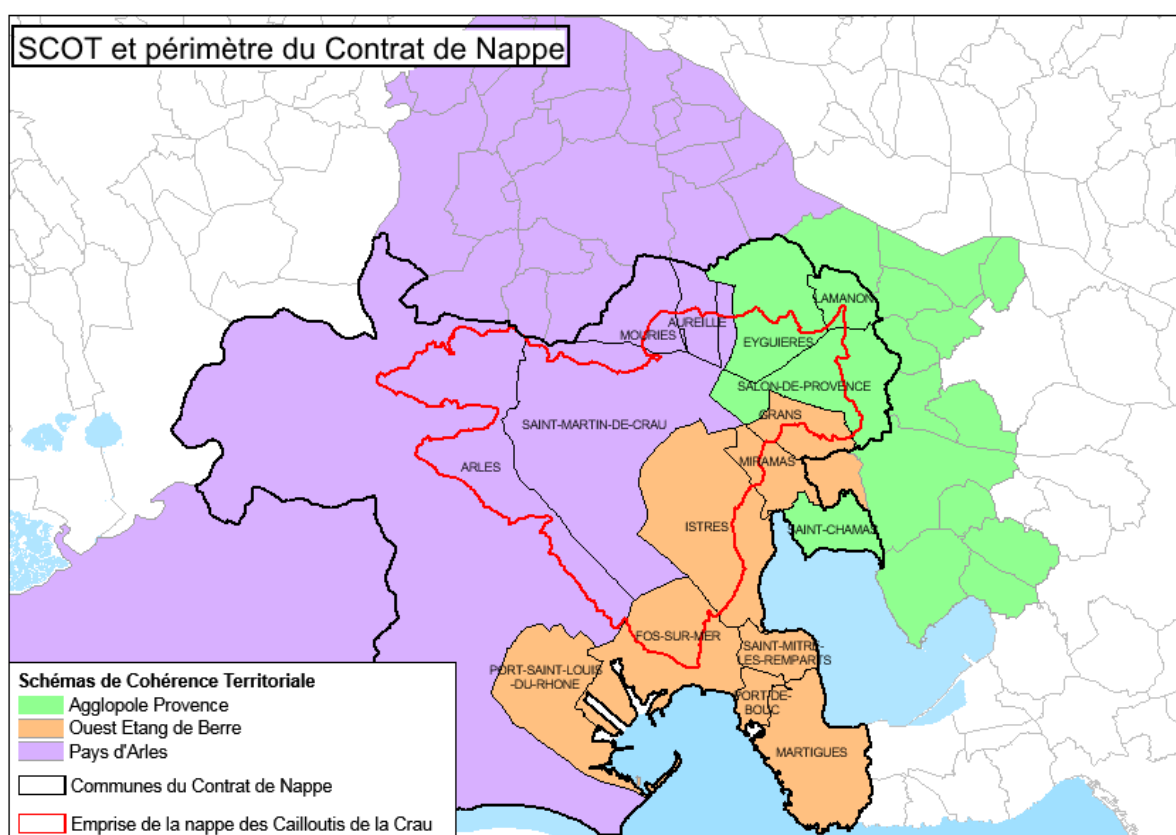 SCOT et périmètre du Contrat de Nappe
LAMANON
AUREILLE
MOURIES
EYGUIERES
SALON-DE-PROVENCE
GRANS
SAINT-MARTIN-DE-CRAU
MIRAMAS
ARLES
ISTRES
SAINT-CHAMAS
FOS-SUR-MER
SAINT-MITRE-
LES-REMPARTS
PORT-SAINT-LOUIS
-DU-RHONE
PORT-DE-
BOUC
MARTIGUES
Schémas de Cohérence Territoriale
Agglopole Provence
Ouest Etang de Berre
Pays d'Arles
Communes du Contrat de Nappe
Emprise de la nappe des Cailloutis de la Crau